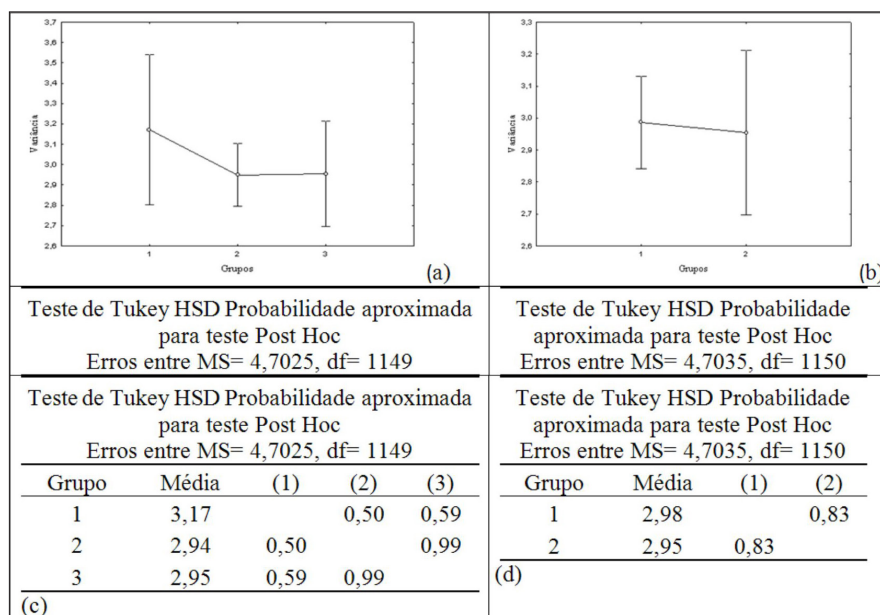 3,7
3,6
3,5
3,4
3,3
3,2
3,1
3,0
2,9
2,8
2,7
2,6
Variância
1 2 3
Grupos
(a)
3,3
3,2
3,1
3,0
2,9
2,8
2,7
2,6
Variância
1 2
Grupos
(b)
Teste de Tukey HSD Probabilidade aproximada
para teste Post Hoc
Erros entre MS= 4,7025, df= 1149
Teste de Tukey HSD Probabilidade
aproximada para teste Post Hoc
Erros entre MS= 4,7035, df= 1150
Teste de Tukey HSD Probabilidade aproximada
para teste Post Hoc
Erros entre MS= 4,7025, df= 1149
Grupo Média (1) (2) (3)
1 3,17 0,50 0,59
2 2,94 0,50 0,99
3 2,95 0,59 0,99
(c)
Teste de Tukey HSD Probabilidade
aproximada para teste Post Hoc
Erros entre MS= 4,7035, df= 1150
Grupo Média (1) (2)
1 2,98 0,83
2 2,95 0,83
(d)